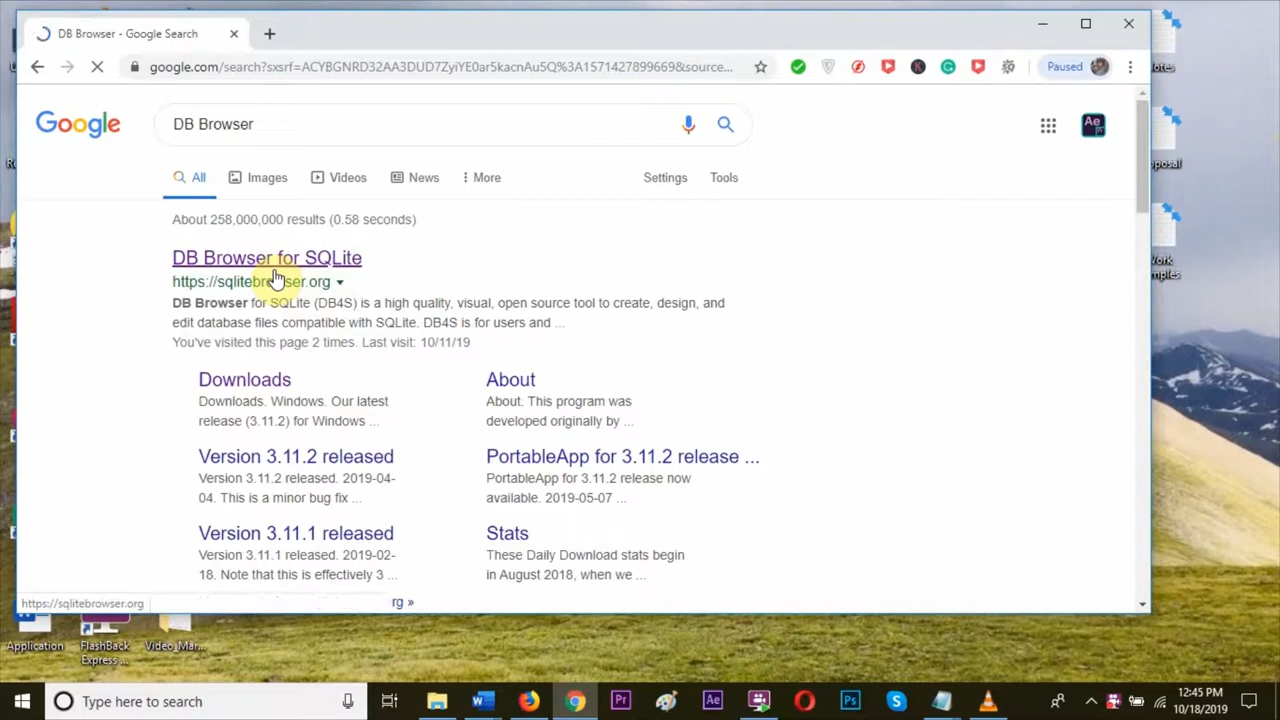 DB Browser - Google Search
google.com/search?sxsrf=ACYBGNRD32AA3DUD7ZyiYE0ar5kacnAu5Q%3A1571427899669&source...
Paused
Google
DB Browser
All Images Videos News More Settings Tools
About 258,000,000 results (0.58 seconds)
DB Browser for SQLite
https://sqlitebrowser.org
DB Browser for SQLite (DB4S) is a high quality, visual, open source tool to create, design, and
edit database files compatible with SQLite. DB4S is for users and ...
You've visited this page 2 times. Last visit: 10/11/19
Downloads
Downloads. Windows. Our latest
release (3.11.2) for Windows ...
About
About. This program was
developed originally by ...
Version 3.11.2 released
Version 3.11.2 released. 2019-04-
04. This is a minor bug fix ...
PortableApp for 3.11.2 release ...
PortableApp for 3.11.2 release now
available. 2019-05-07 ...
Version 3.11.1 released
Version 3.11.1 released. 2019-02-
18. Note that this is effectively 3 ...
Stats
These Daily Download stats begin
in August 2018, when we ...
rg »
https://sqlitebrowser.org
Application
FlashBack
Express ...
Video_Mar...
Type here to search
Pr
Ae
Ps
12:45 PM
10/18/2019